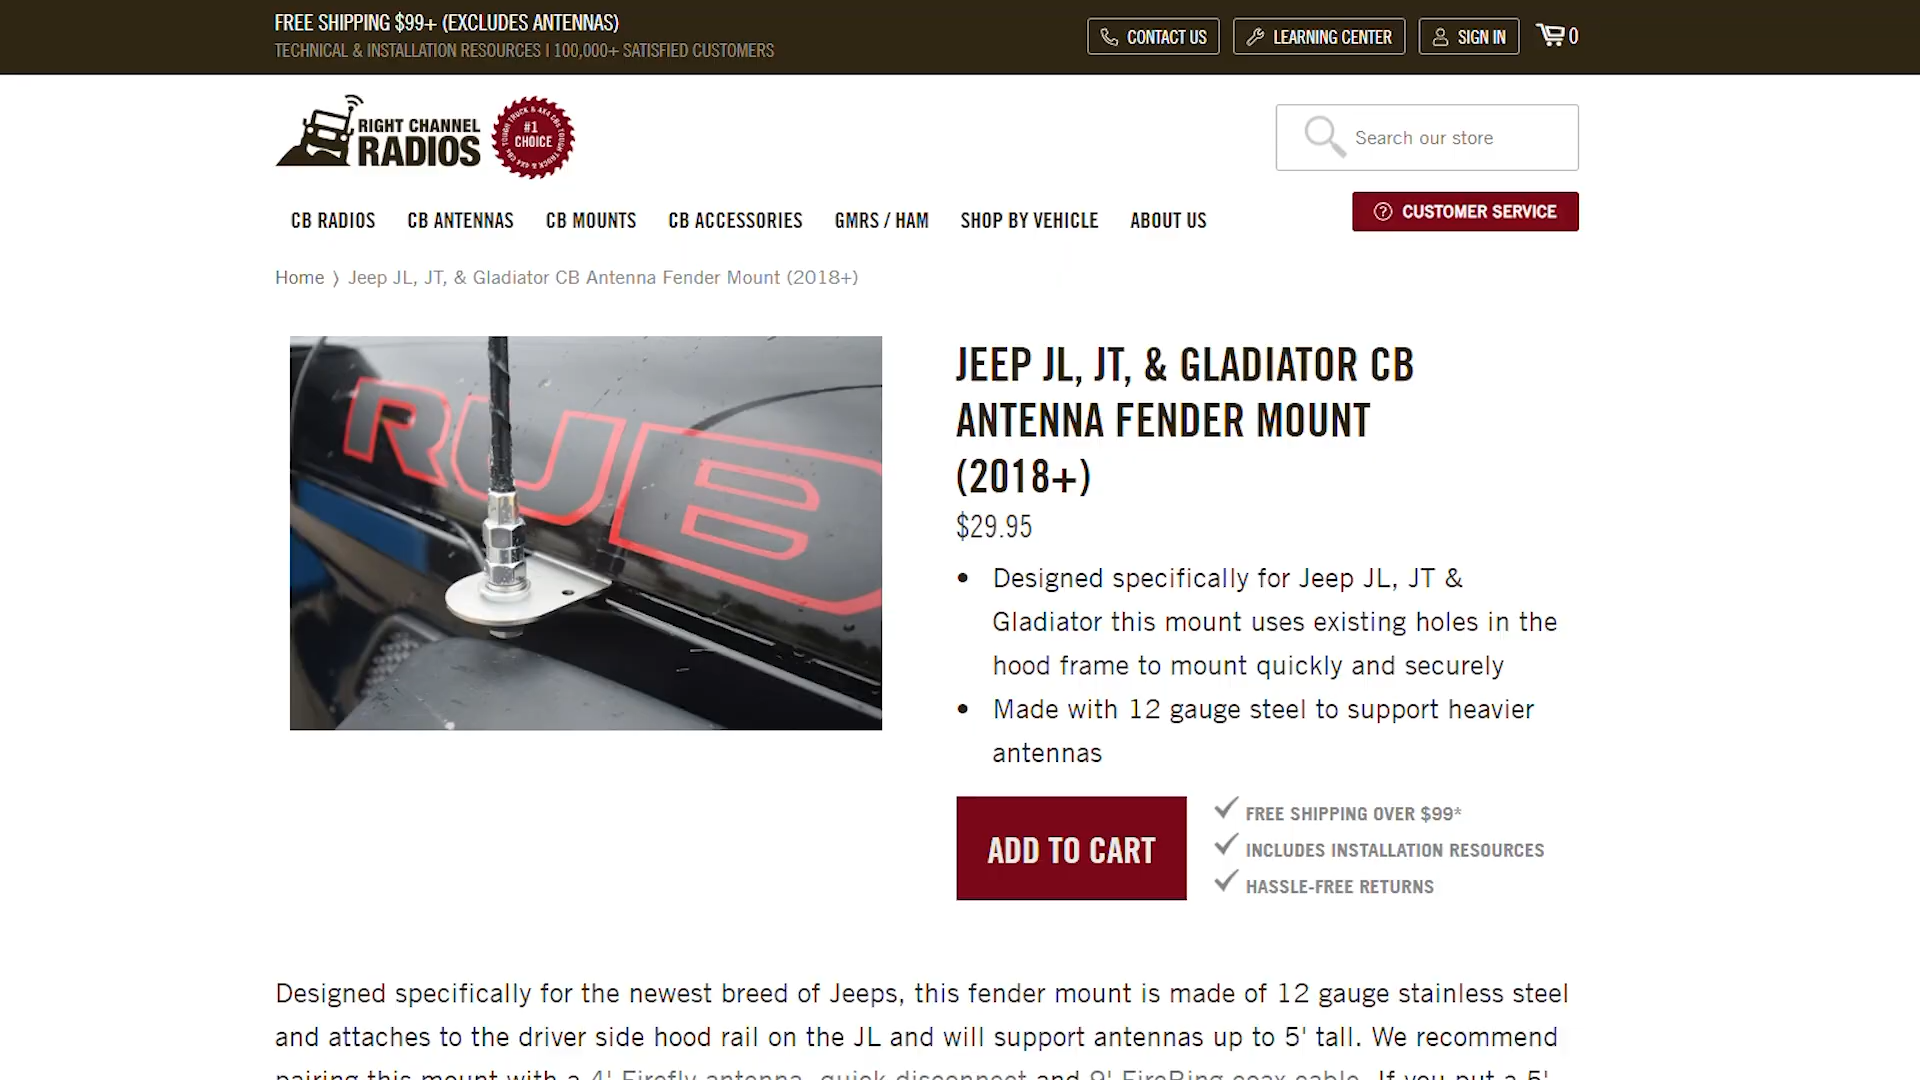 FREE SHIPPING $99+ (EXCLUDES ANTENNAS)
TECHNICAL & INSTALLATION RESOURCES I 100,000+ SATISFIED CUSTOMERS
CONTACT US
LEARNING CENTER
SIGN IN
0
RIGHT CHANNEL
RADIOS
#1
CHOICE
TOUGH TRUCK & 4X4 CBs
Search our store
CB RADIOS
CB ANTENNAS
CB MOUNTS
CB ACCESSORIES
GMRS / HAM
SHOP BY VEHICLE
ABOUT US
CUSTOMER SERVICE
Home 〉 Jeep JL, JT, & Gladiator CB Antenna Fender Mount (2018+)
RUB
JEEP JL, JT, & GLADIATOR CB
ANTENNA FENDER MOUNT
(2018+)
$29.95
• Designed specifically for Jeep JL, JT &
Gladiator this mount uses existing holes in the
hood frame to mount quickly and securely
• Made with 12 gauge steel to support heavier
antennas
ADD TO CART
FREE SHIPPING OVER $99*
INCLUDES INSTALLATION RESOURCES
HASSLE-FREE RETURNS
Designed specifically for the newest breed of Jeeps, this fender mount is made of 12 gauge stainless steel
and attaches to the driver side hood rail on the JL and will support antennas up to 5' tall. We recommend
pairing this mount with a 4' Firefly antenna, quick disconnect and 9' FireRing coax cable. If you put a 5'